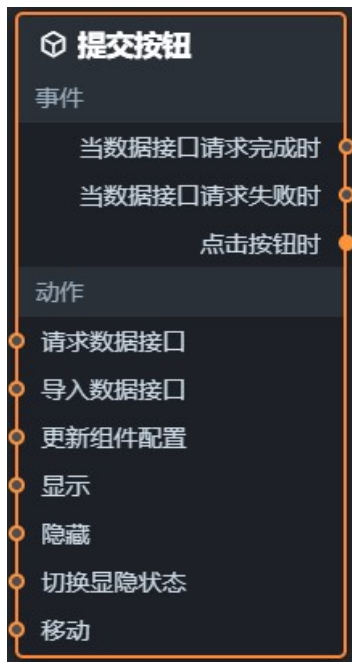 提交按钮
事件
当数据接口请求完成时
当数据接口请求失败时
点击按钮时
动作
请求数据接口
导入数据接口
更新组件配置
显示
隐藏
切换显隐状态
移动